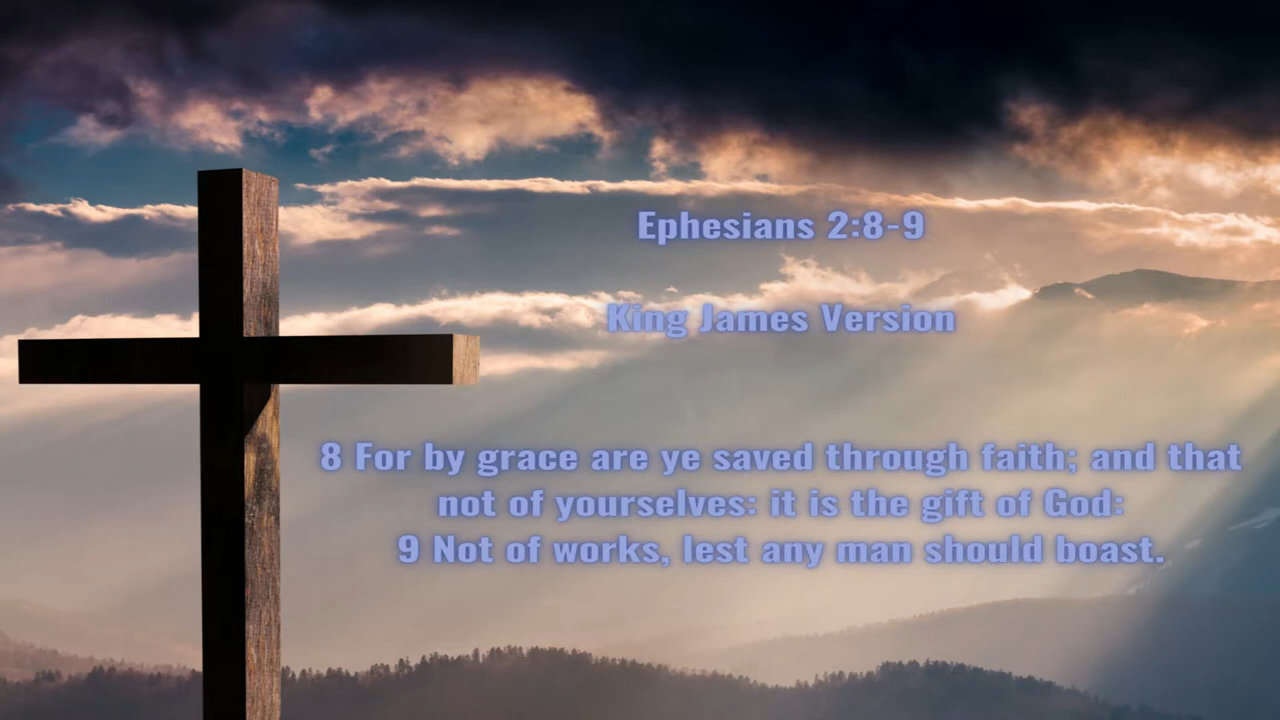 Ephesians 2:8-9
King James Version
8 For by grace are ye saved through faith; and that
not of yourselves: it is the gift of God:
9 Not of works, lest any man should boast.